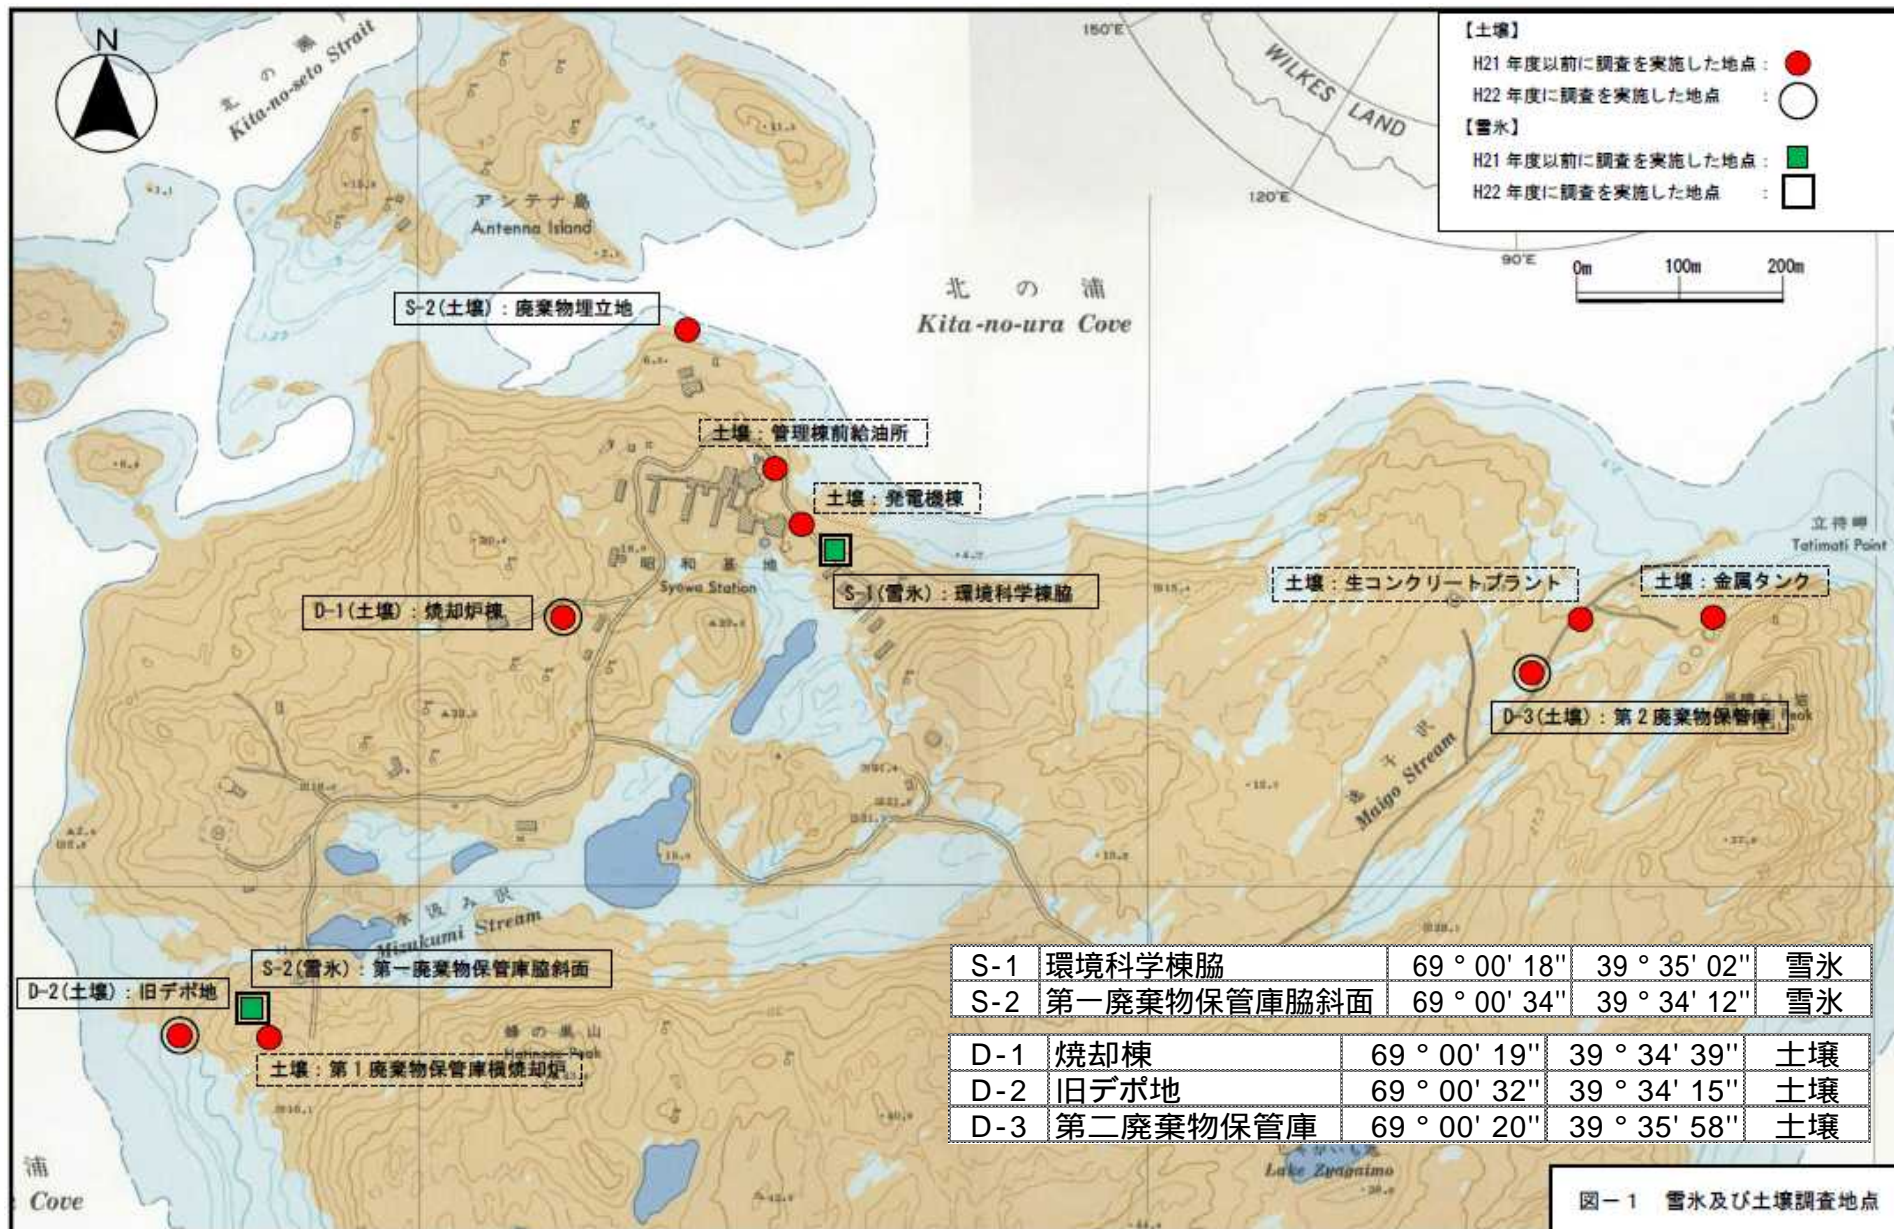 N
北の瀬戸
Kita-no-seto Strait
アンテナ島
Antenna Island
150°E
WILKES LAND
120°E
90°E
【土壌】
H21 年度以前に調査を実施した地点：
H22 年度に調査を実施した地点　：
【雪氷】
H21 年度以前に調査を実施した地点：
H22 年度に調査を実施した地点　：
0m 100m 200m
北の浦
Kita-no-ura Cove
S-2(土壌)：廃棄物埋立地
土壌：管理棟前給油所
土壌：発電機棟
立待岬
Tatimati Point
昭和基地
Syowa Station
S-1(雪氷)：環境科学棟脇
D-1(土壌)：焼却炉棟
土壌：生コンクリートプラント
土壌：金属タンク
D-3(土壌)：第２廃棄物保管庫
迷子沢
Maigo Stream
水汲み沢
Mizukumi Stream
S-2(雪氷)：第一廃棄物保管庫脇斜面
D-2(土壌)：旧デポ地
蜂の巣山
土壌：第１廃棄物保管庫横焼却炉
S-1 環境科学棟脇 69 ° 00' 18" 39 ° 35' 02" 雪氷
S-2 第一廃棄物保管庫脇斜面 69 ° 00' 34" 39 ° 34' 12" 雪氷
D-1 焼却棟 69 ° 00' 19" 39 ° 34' 39" 土壌
D-2 旧デポ地 69 ° 00' 32" 39 ° 34' 15" 土壌
D-3 第二廃棄物保管庫 69 ° 00' 20" 39 ° 35' 58" 土壌
Lake Zyagaimo
浦
Cove
図－１　雪氷及び土壌調査地点